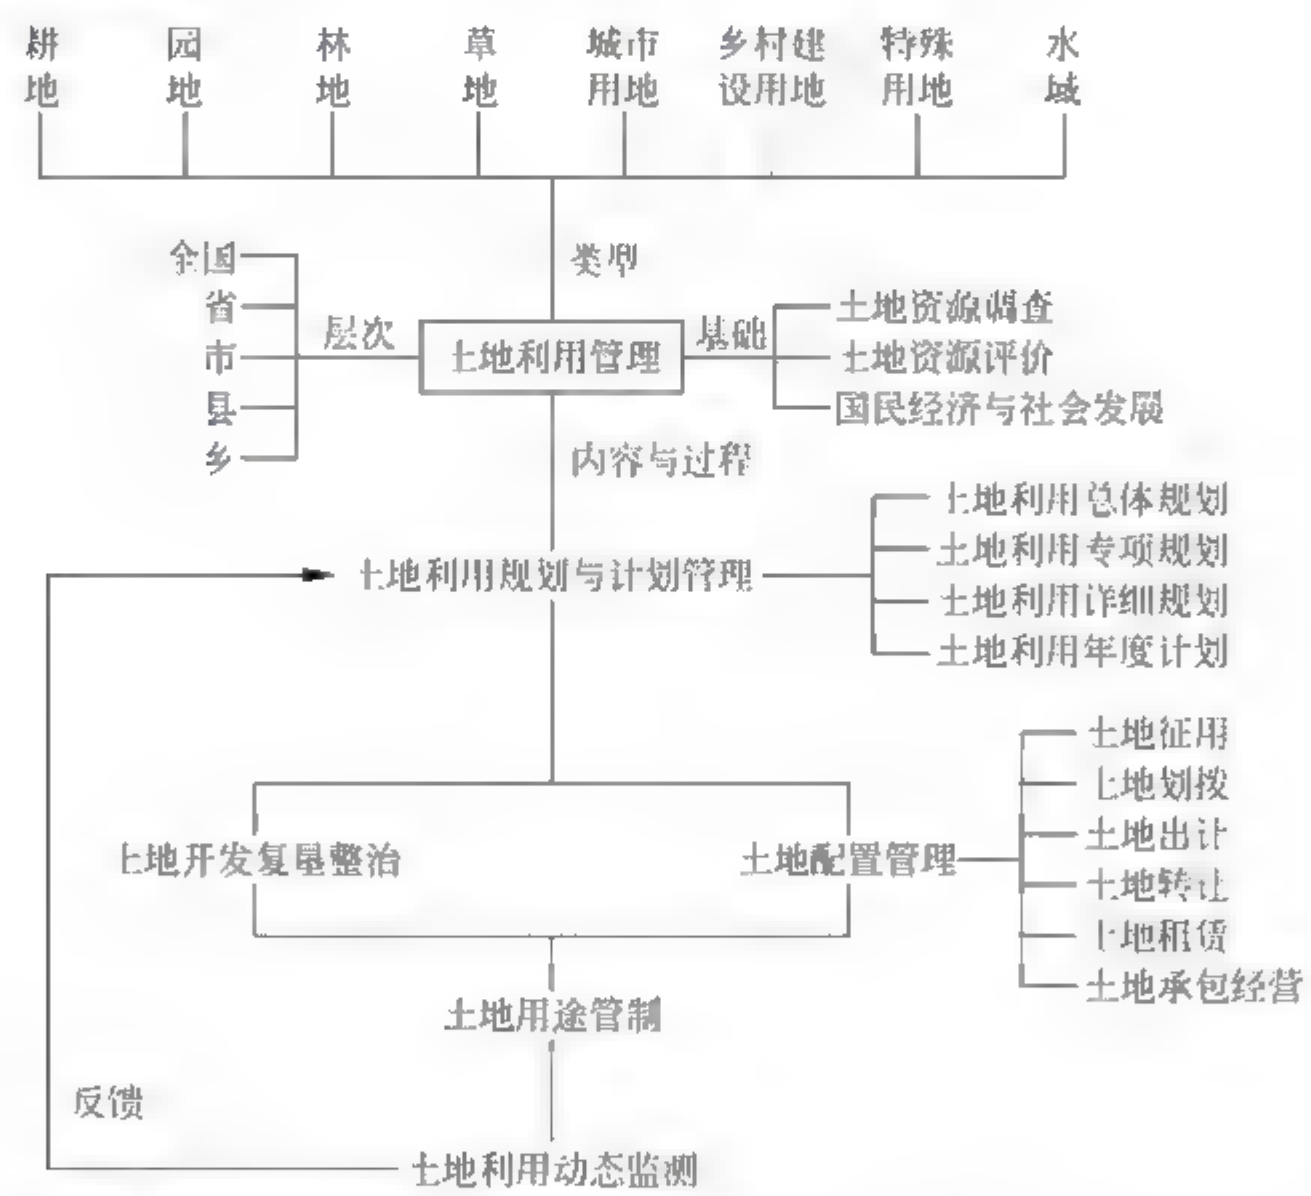 耕地
园地
林地
草地
城市用地
乡村建设用地
特殊用地
水域
类型
全国
省
市
县
乡
层次
土地利用管理
基础
土地资源调查
土地资源评价
国民经济与社会发展
内容与过程
土地利用规划与计划管理
土地利用总体规划
土地利用专项规划
土地利用详细规划
土地利用年度计划
土地开发复垦整治
土地配置管理
土地征用
土地划拨
土地出让
土地转让
土地租赁
土地承包经营
土地用途管制
反馈
土地利用动态监测